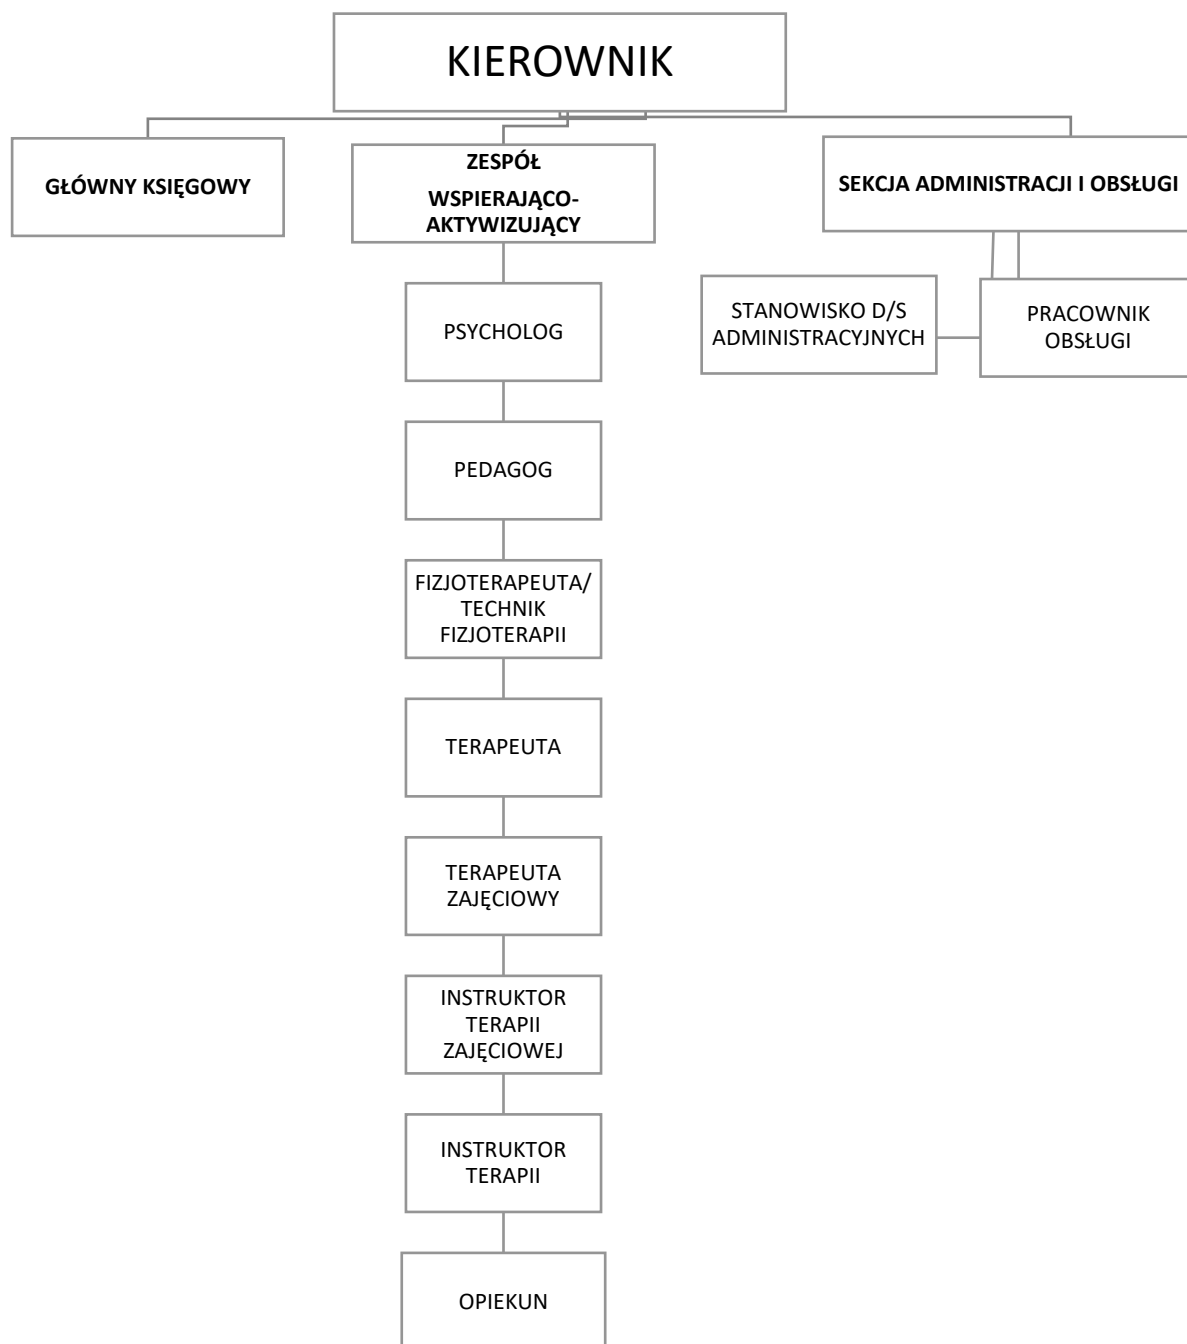 KIEROWNIK
GŁÓWNY KSIĘGOWY
ZESPÓŁ
WSPIERAJĄCO-
AKTYWIZUJĄCY
SEKCJA ADMINISTRACJI I OBSŁUGI
STANOWISKO D/S
ADMINISTRACYJNYCH
PRACOWNIK
OBSŁUGI
PSYCHOLOG
PEDAGOG
FIZJOTERAPEUTA/
TECHNIK
FIZJOTERAPII
TERAPEUTA
TERAPEUTA
ZAJĘCIOWY
INSTRUKTOR
TERAPII
ZAJĘCIOWEJ
INSTRUKTOR
TERAPII
OPIEKUN